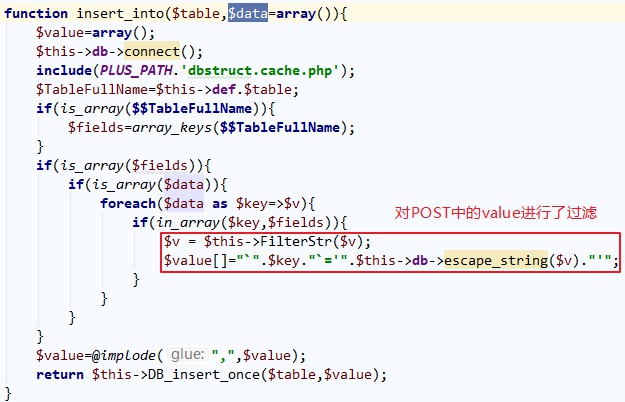 function insert_into($table,$data=array()){
$value=array();
$this->db->connect();
include(PLUS_PATH.'dbstruct.cache.php');
$TableFullName=$this->def.$table;
if(is_array($$TableFullName)){
$fields=array_keys($$TableFullName);
}
if(is_array($fields)){
if(is_array($data)){
foreach($data as $key=>$v){
对POST中的value进行了过滤
if(in_array($key,$fields)){
$v = $this->FilterStr($v);
$value[]="`".$key."`='".$this->db->escape_string($v)."'";
}
}
}
}
$value=@implode( glue: ",",$value);
return $this->DB_insert_once($table,$value);
}